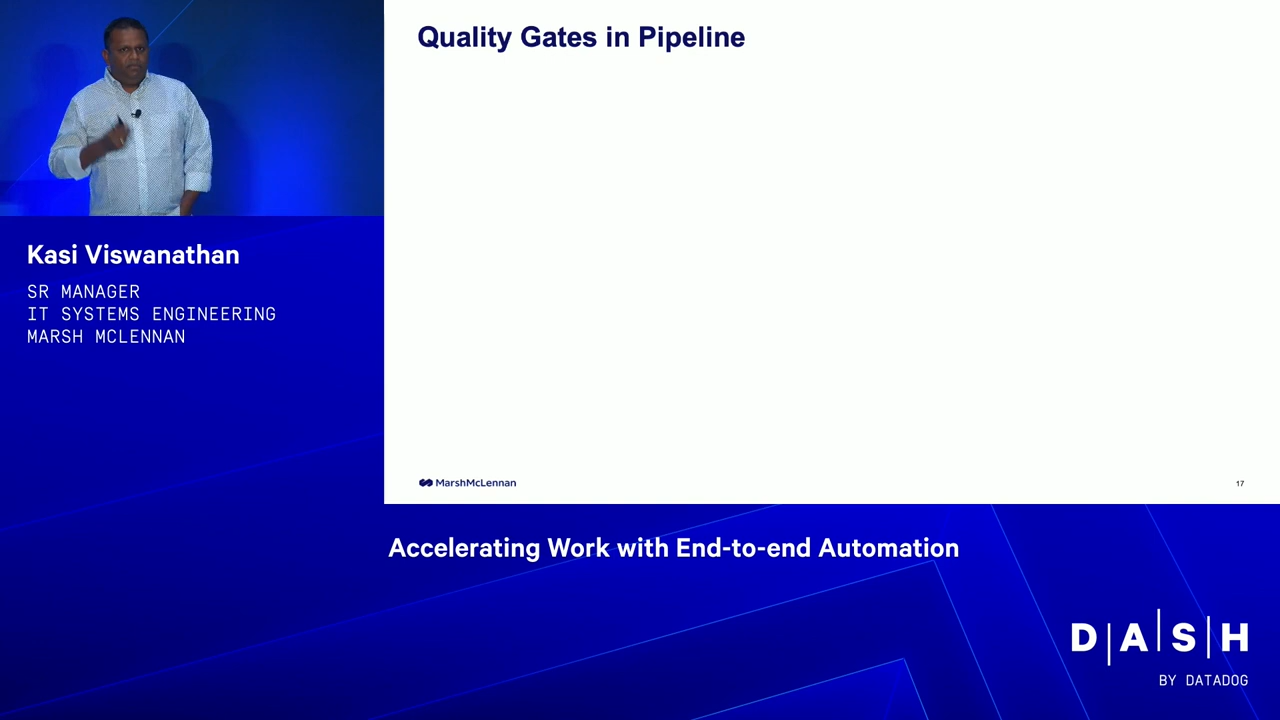 Quality Gates in Pipeline
Kasi Viswanathan
SR MANAGER
IT SYSTEMS ENGINEERING
MARSH MCLENNAN
MarshMcLennan
17
Accelerating Work with End-to-end Automation
D|A|S|H
BY DATADOG